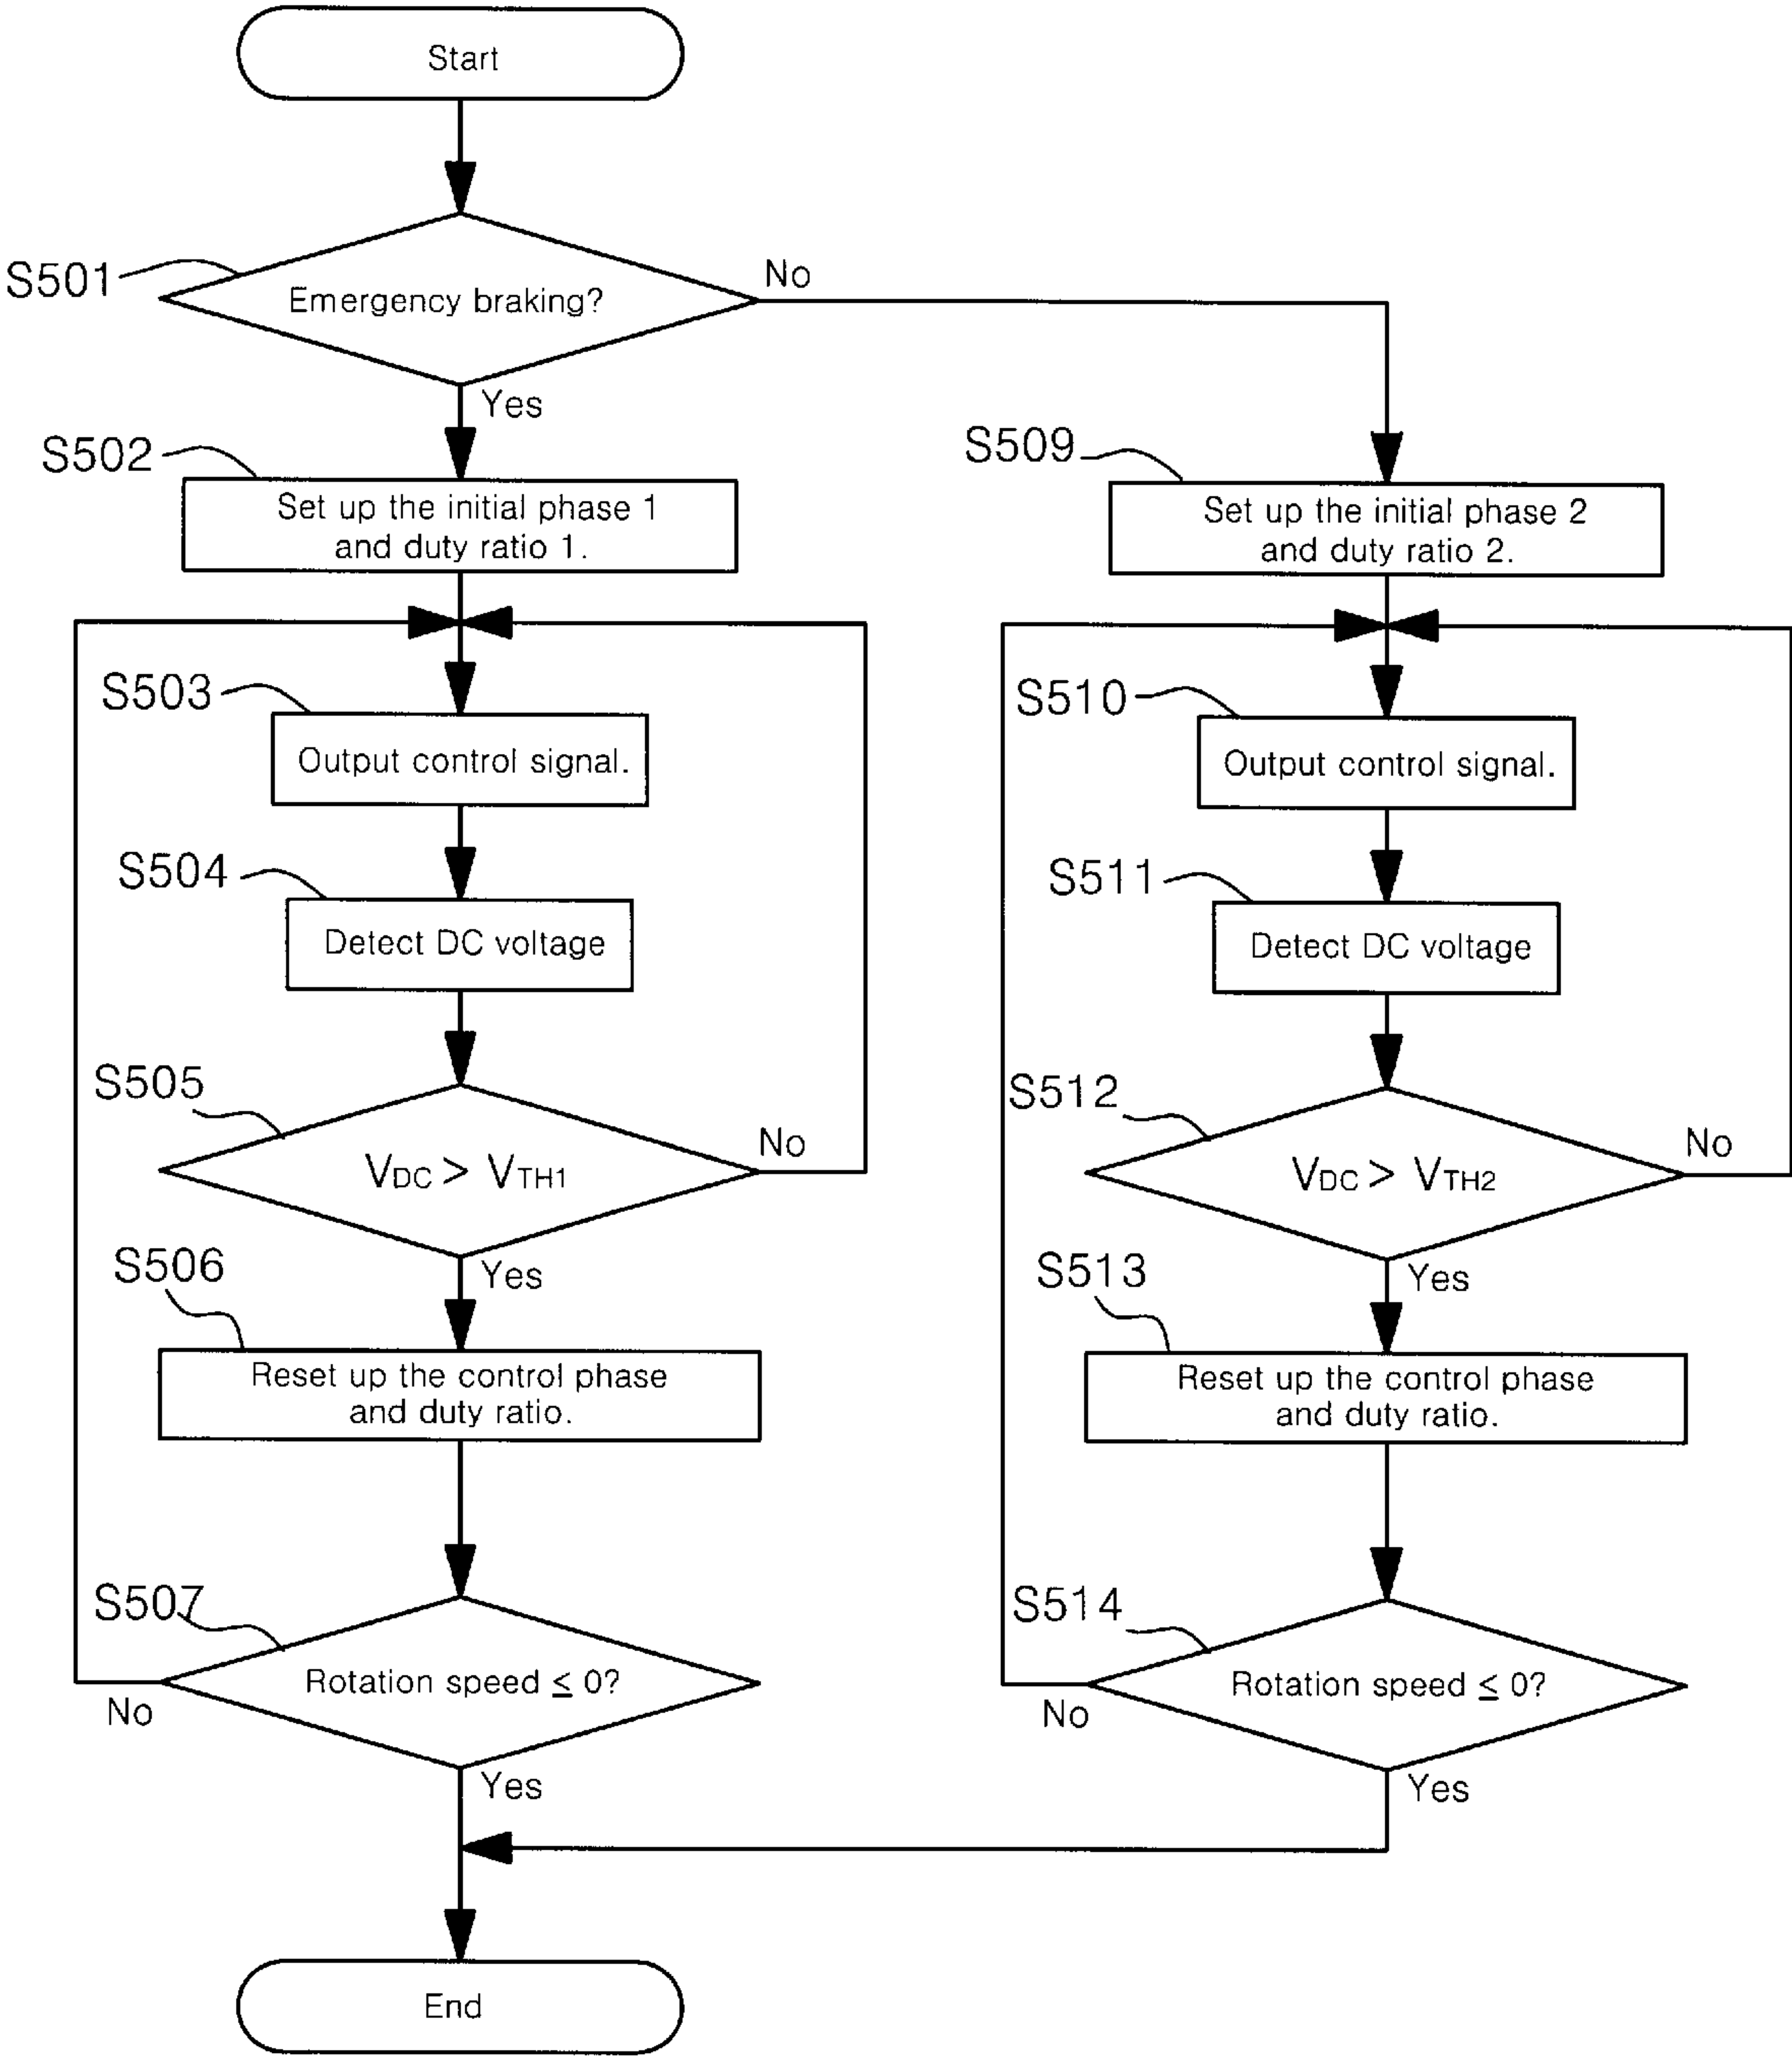 Start
S501
Emergency braking?
No
Yes
S502
Set up the initial phase 1
and duty ratio 1.
S503
Output control signal.
S504
Detect DC voltage
S505
VDC > VTH1
No
Yes
S506
Reset up the control phase
and duty ratio.
S507
Rotation speed ≤ 0?
No
Yes
S509
Set up the initial phase 2
and duty ratio 2.
S510
Output control signal.
S511
Detect DC voltage
S512
VDC > VTH2
No
Yes
S513
Reset up the control phase
and duty ratio.
S514
Rotation speed ≤ 0?
No
Yes
End